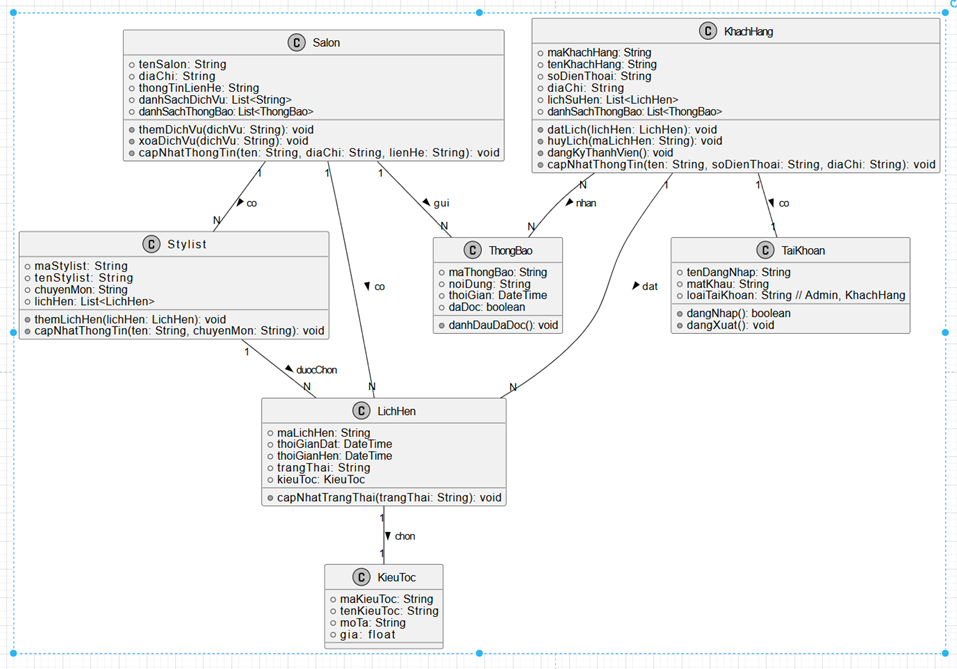 C Salon
tenSalon: String
diaChi: String
thongTinLienHe: String
danhSachDichVu: List<String>
danhSachThongBao: List<ThongBao>
themDichVu(dichVu: String): void
xoaDichVu(dichVu: String): void
capNhatThongTin(ten: String, diaChi: String, lienHe: String): void
C KhachHang
maKhachHang: String
tenKhachHang: String
soDienThoai: String
diaChi: String
lichSuHen: List<LichHen>
danhSachThongBao: List<ThongBao>
datLich(lichHen: LichHen): void
huyLich(maLichHen: String): void
dangKyThanhVien(): void
capNhatThongTin(ten: String, soDienThoai: String, diaChi: String): void
1 1 1 N 1 1
co gui nhan co
N N N 1
C Stylist
maStylist: String
tenStylist: String
chuyenMon: String
lichHen: List<LichHen>
themLichHen(lichHen: LichHen): void
capNhatThongTin(ten: String, chuyenMon: String): void
co
C ThongBao
maThongBao: String
noiDung: String
thoiGian: DateTime
daDoc: boolean
danhDauDaDoc(): void
dat
C TaiKhoan
tenDangNhap: String
matKhau: String
loaiTaiKhoan: String // Admin, KhachHang
dangNhap(): boolean
dangXuat(): void
1
duocChon
N N N
C LichHen
maLichHen: String
thoiGianDat: DateTime
thoiGianHen: DateTime
trangThai: String
kieuToc: KieuToc
capNhatTrangThai(trangThai: String): void
1
chon
1
C KieuToc
maKieuToc: String
tenKieuToc: String
moTa: String
gia: float